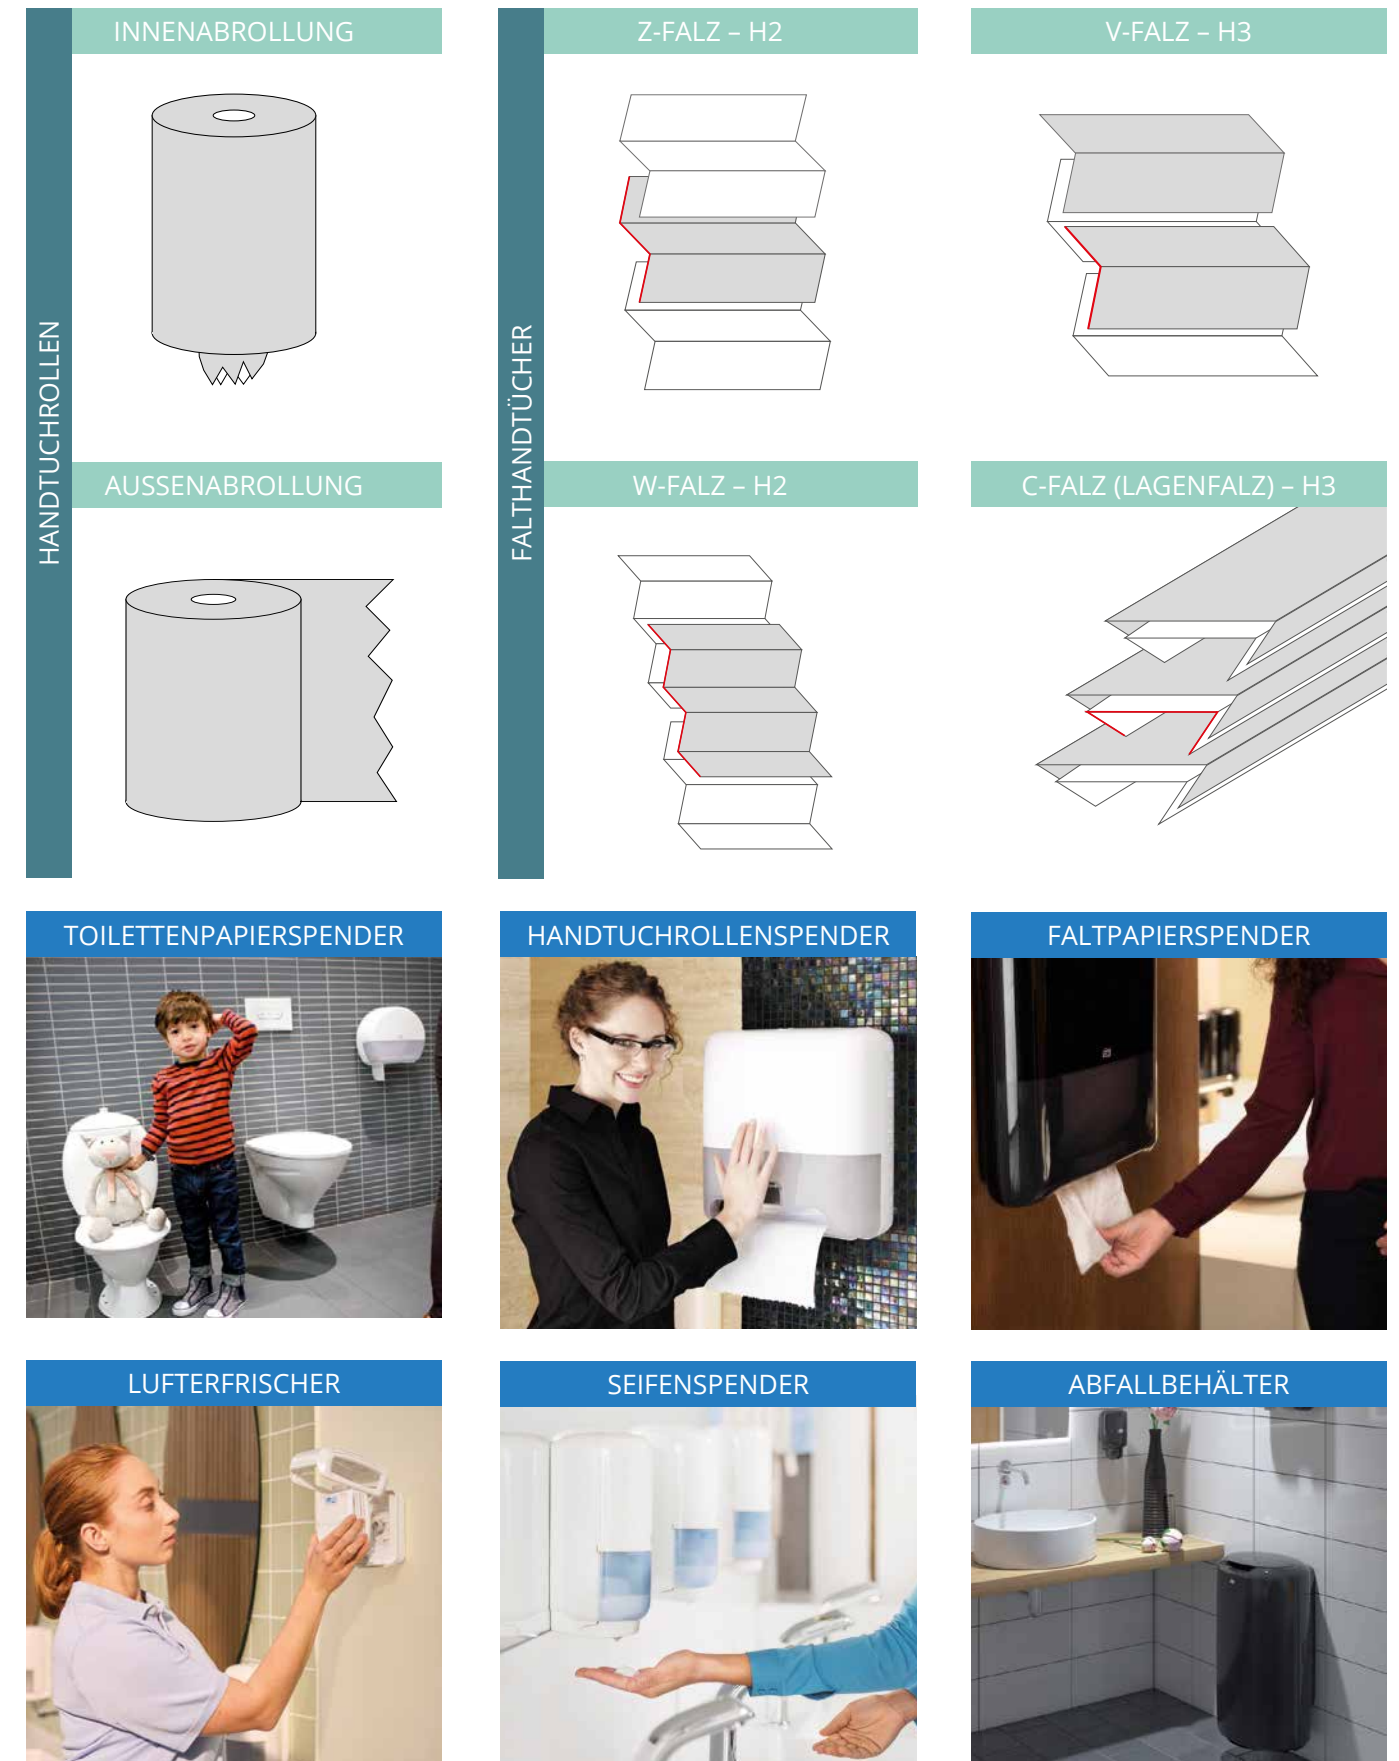 HANDTUCHROLLEN
INNENABROLLUNG
AUSSENABROLLUNG
FALTHANDTÜCHER
Z-FALZ – H2
V-FALZ – H3
W-FALZ – H2
C-FALZ (LAGENFALZ) – H3
TOILETTENPAPIERSPENDER
HANDTUCHROLLENSPENDER
FALTPAPIERSPENDER
LUFTERFRISCHER
SEIFENSPENDER
ABFALLBEHÄLTER